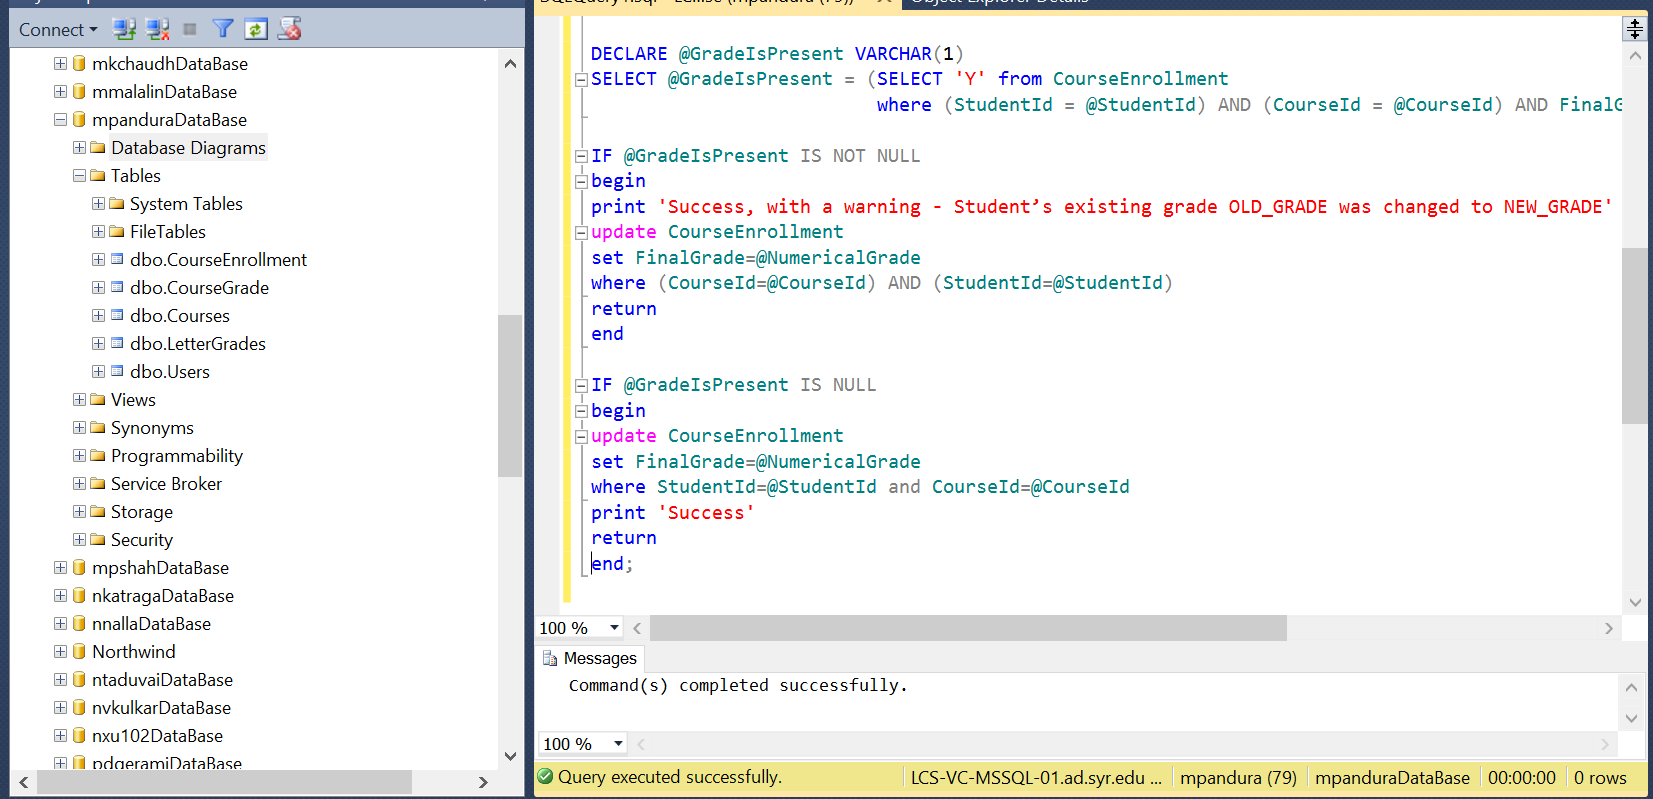 Connect
mkchaudhDataBase
mmalalinDataBase
mpanduraDataBase
Database Diagrams
Tables
System Tables
FileTables
dbo.CourseEnrollment
dbo.CourseGrade
dbo.Courses
dbo.LetterGrades
dbo.Users
Views
Synonyms
Programmability
Service Broker
Storage
Security
mpshahDataBase
nkatragaDataBase
nnallaDataBase
Northwind
ntaduvaiDataBase
nvkulkarDataBase
nxu102DataBase
pdgeramiDataBase
(mpandura (79))
Object Explorer Details
DECLARE @GradeIsPresent VARCHAR(1)
SELECT @GradeIsPresent = (SELECT 'Y' from CourseEnrollment
where (StudentId = @StudentId) AND (CourseId = @CourseId) AND FinalG
IF @GradeIsPresent IS NOT NULL
begin
print 'Success, with a warning - Student’s existing grade OLD_GRADE was changed to NEW_GRADE'
update CourseEnrollment
set FinalGrade=@NumericalGrade
where (CourseId=@CourseId) AND (StudentId=@StudentId)
return
end
IF @GradeIsPresent IS NULL
begin
update CourseEnrollment
set FinalGrade=@NumericalGrade
where StudentId=@StudentId and CourseId=@CourseId
print 'Success'
return
end;
100 %
Messages
Command(s) completed successfully.
100 %
Query executed successfully.
LCS-VC-MSSQL-01.ad.syr.edu ...
mpandura (79)
mpanduraDataBase
00:00:00
0 rows